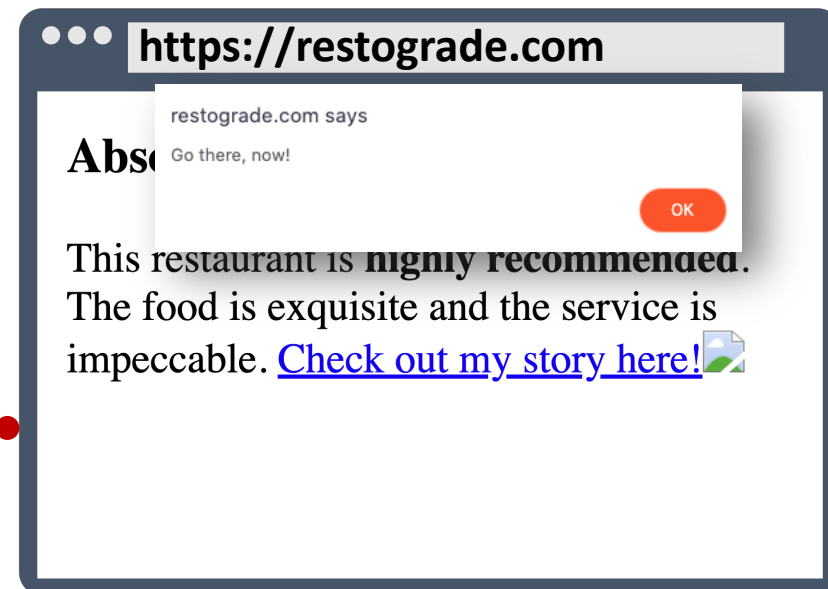 https://restograde.com
restograde.com says
Go there, now!
OK
This restaurant is highly recommended.
The food is exquisite and the service is
impeccable. Check out my story here!